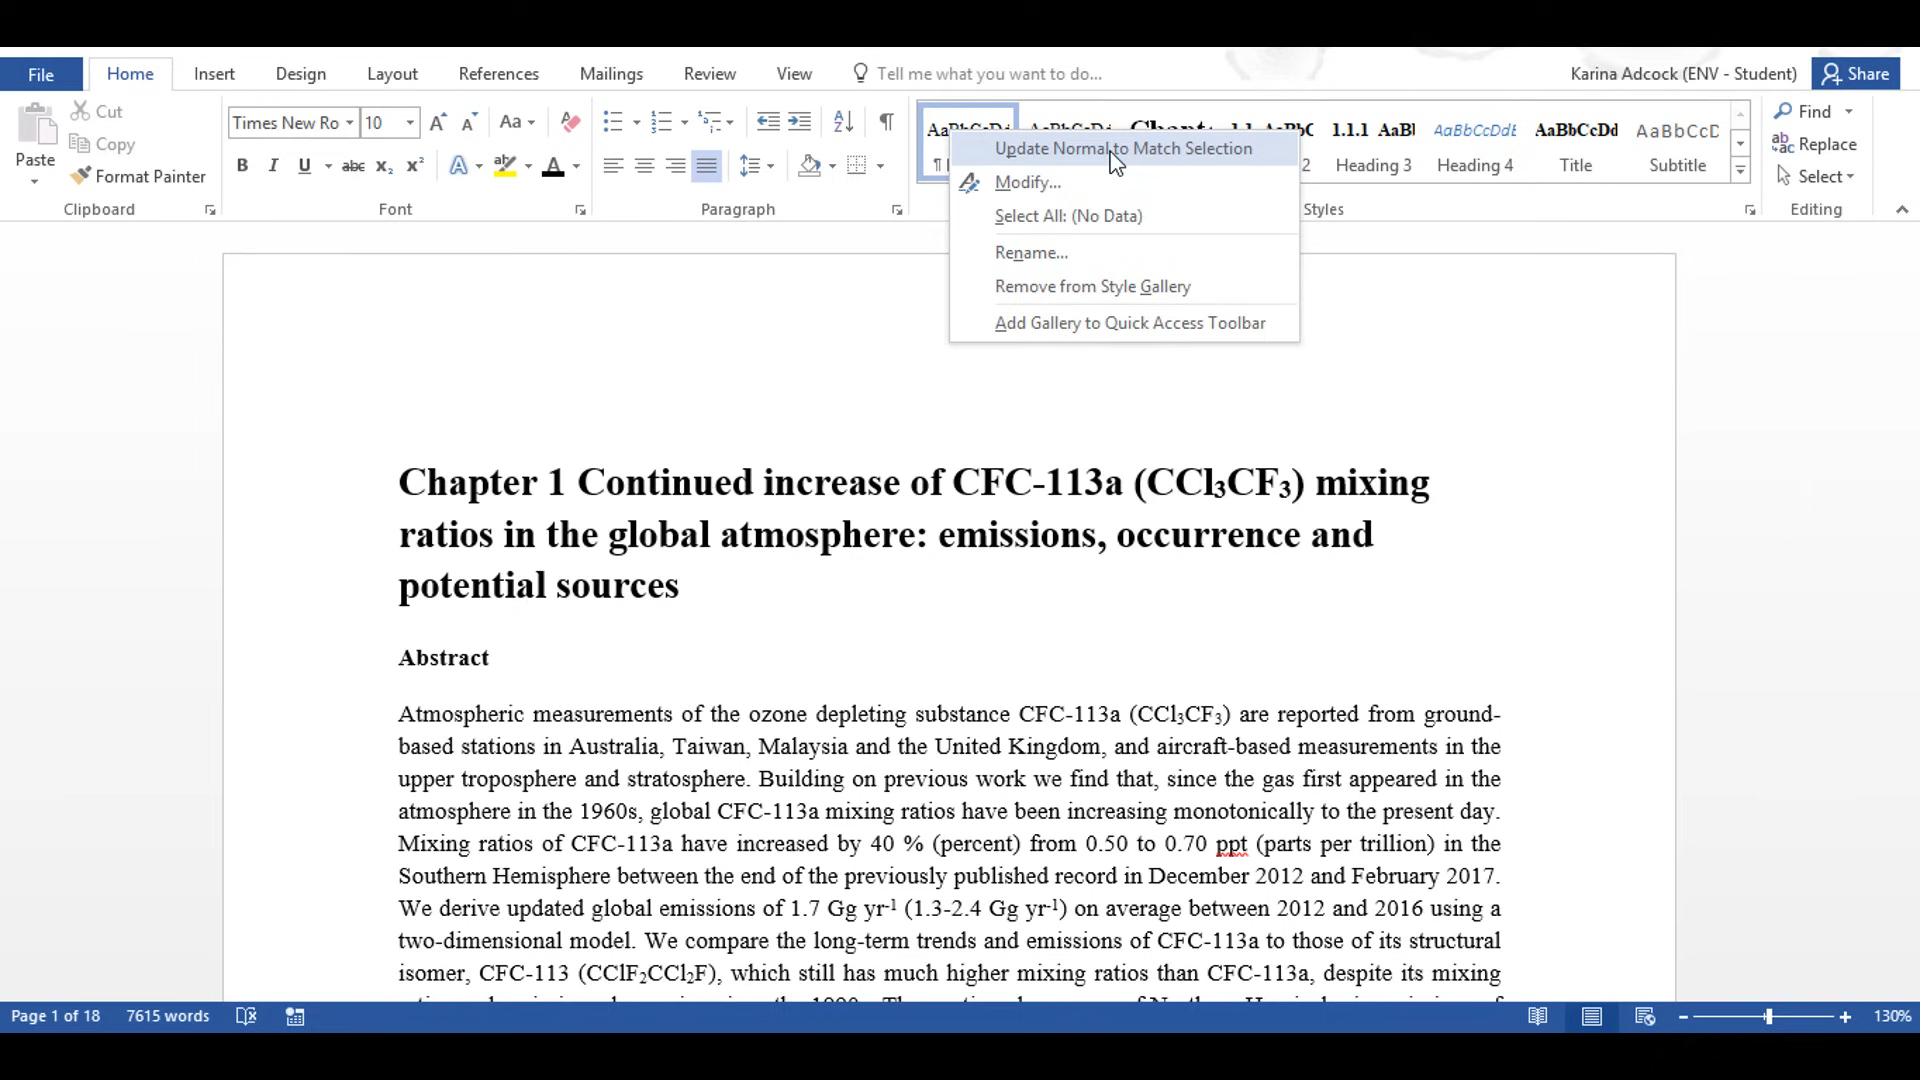 File Home Insert Design Layout References Mailings Review View Tell me what you want to do... Karina Adcock (ENV - Student) Share
Paste Cut Copy Format Painter Clipboard
Times New Ro 10 Aa
B I U abc x₂ x² A A Font
Paragraph
AaBbCcDd AaBbCcDd 1.1.1 AaBl AaBbCcDdE AaBbCcDd AaBbCcD
2 Heading 3 Heading 4 Title Subtitle
Styles
Find
Replace
Select
Editing
Update Normal to Match Selection
Modify...
Select All: (No Data)
Rename...
Remove from Style Gallery
Add Gallery to Quick Access Toolbar
Chapter 1 Continued increase of CFC-113a (CCl₃CF₃) mixing
ratios in the global atmosphere: emissions, occurrence and
potential sources
Abstract
Atmospheric measurements of the ozone depleting substance CFC-113a (CCl₃CF₃) are reported from ground-
based stations in Australia, Taiwan, Malaysia and the United Kingdom, and aircraft-based measurements in the
upper troposphere and stratosphere. Building on previous work we find that, since the gas first appeared in the
atmosphere in the 1960s, global CFC-113a mixing ratios have been increasing monotonically to the present day.
Mixing ratios of CFC-113a have increased by 40 % (percent) from 0.50 to 0.70 ppt (parts per trillion) in the
Southern Hemisphere between the end of the previously published record in December 2012 and February 2017.
We derive updated global emissions of 1.7 Gg yr⁻¹ (1.3-2.4 Gg yr⁻¹) on average between 2012 and 2016 using a
two-dimensional model. We compare the long-term trends and emissions of CFC-113a to those of its structural
isomer, CFC-113 (CClF₂CCl₂F), which still has much higher mixing ratios than CFC-113a, despite its mixing
Page 1 of 18 7615 words 130%